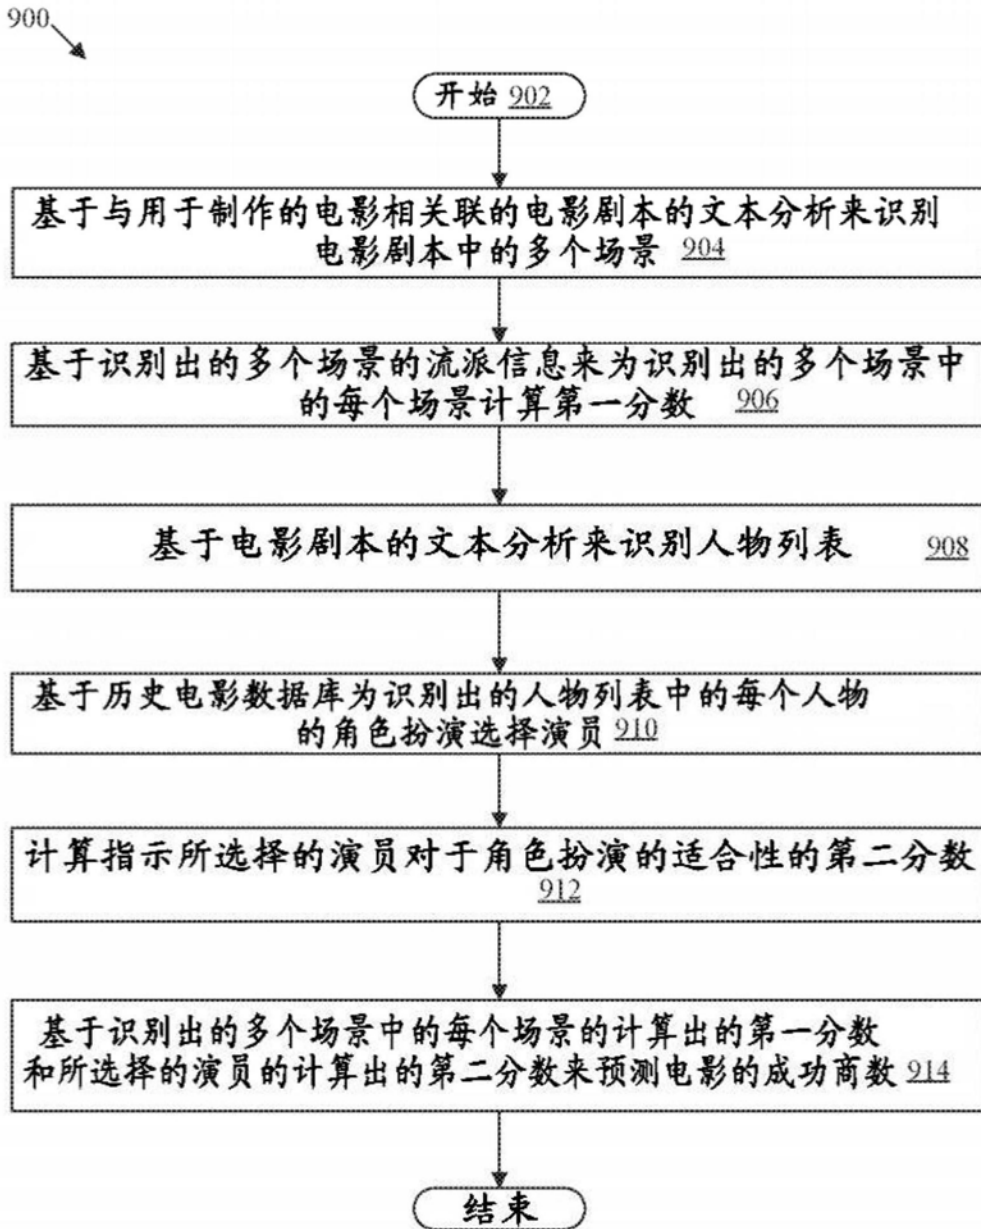 900
开始 902
基于与用于制作的电影相关联的电影剧本的文本分析来识别
电影剧本中的多个场景 904
基于识别出的多个场景的流派信息来为识别出的多个场景中
的每个场景计算第一分数 906
基于电影剧本的文本分析来识别人物列表 908
基于历史电影数据库为识别出的人物列表中的每个人物
的角色扮演选择演员 910
计算指示所选择的演员对于角色扮演的适合性的第二分数
912
基于识别出的多个场景中的每个场景的计算出的第一分数
和所选择的演员的计算出的第二分数来预测电影的成功商数 914
结束